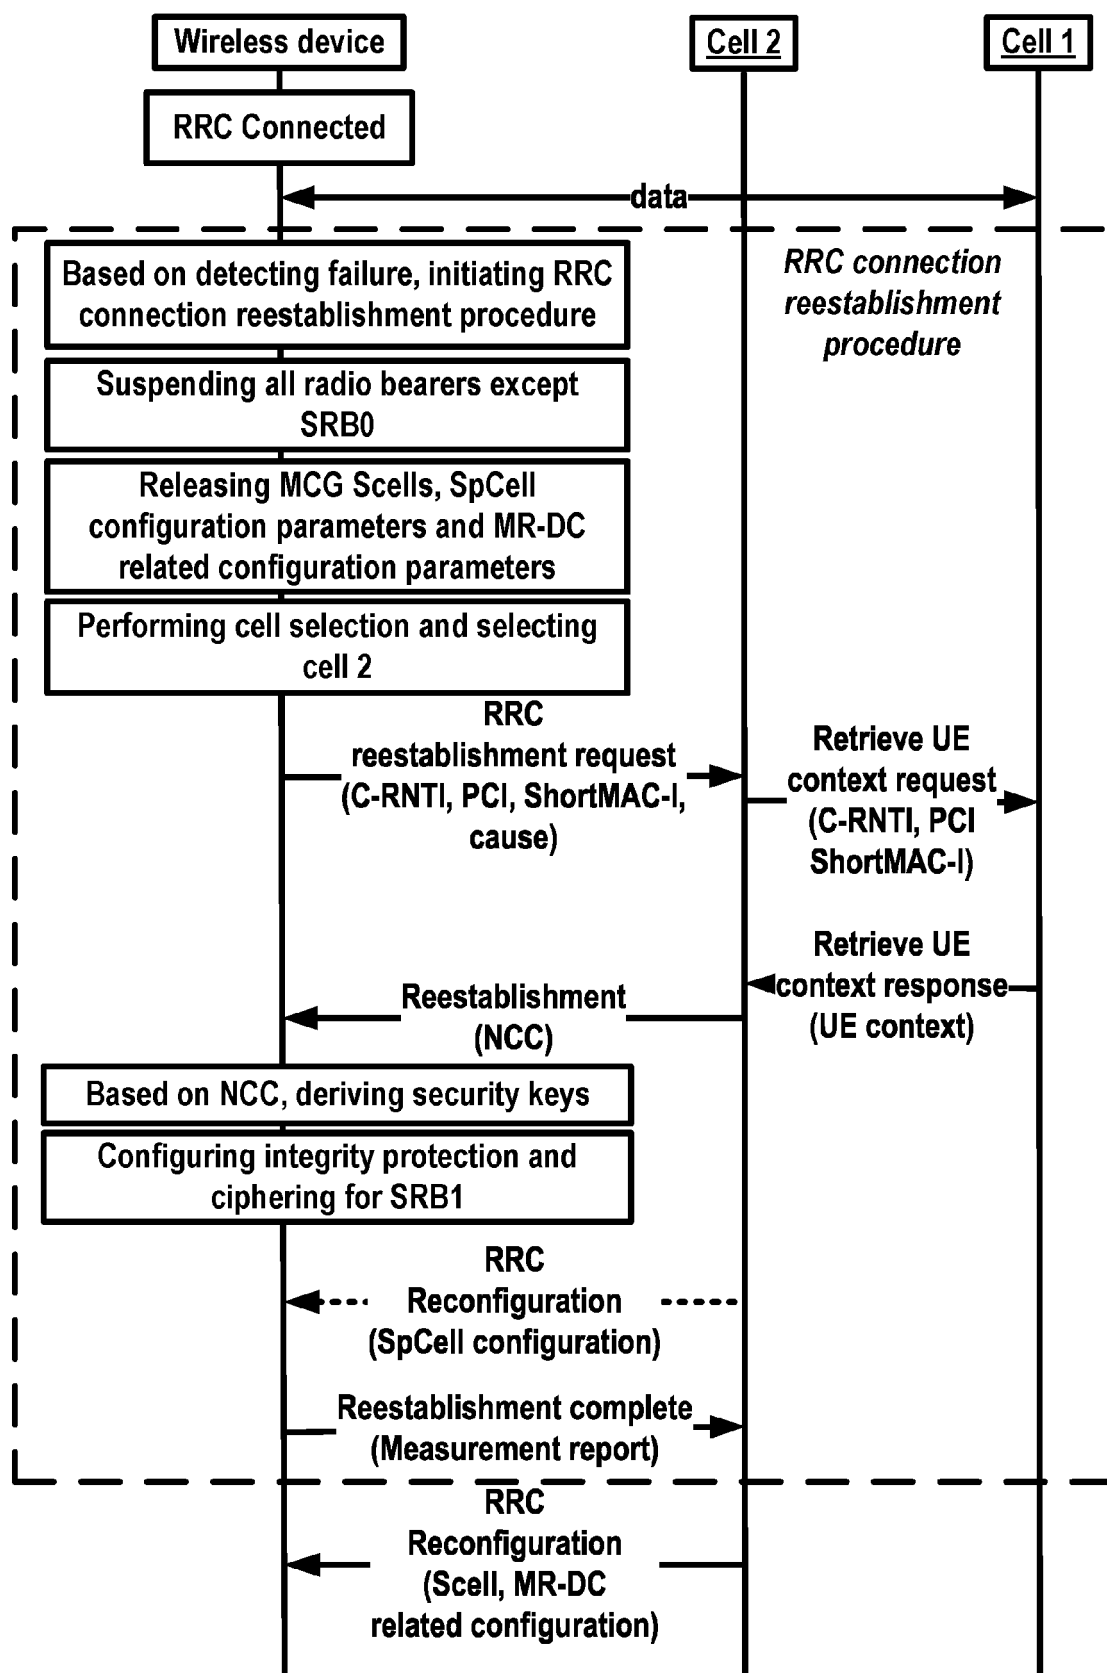 Wireless device
Cell 2
Cell 1
RRC Connected
data
RRC connection
reestablishment
procedure
Based on detecting failure, initiating RRC
connection reestablishment procedure
Suspending all radio bearers except
SRB0
Releasing MCG Scells, SpCell
configuration parameters and MR-DC
related configuration parameters
Performing cell selection and selecting
cell 2
RRC
reestablishment request
(C-RNTI, PCI, ShortMAC-I,
cause)
Retrieve UE
context request
(C-RNTI, PCI
ShortMAC-I)
Retrieve UE
context response
(UE context)
Reestablishment
(NCC)
Based on NCC, deriving security keys
Configuring integrity protection and
ciphering for SRB1
RRC
Reconfiguration
(SpCell configuration)
Reestablishment complete
(Measurement report)
RRC
Reconfiguration
(Scell, MR-DC
related configuration)